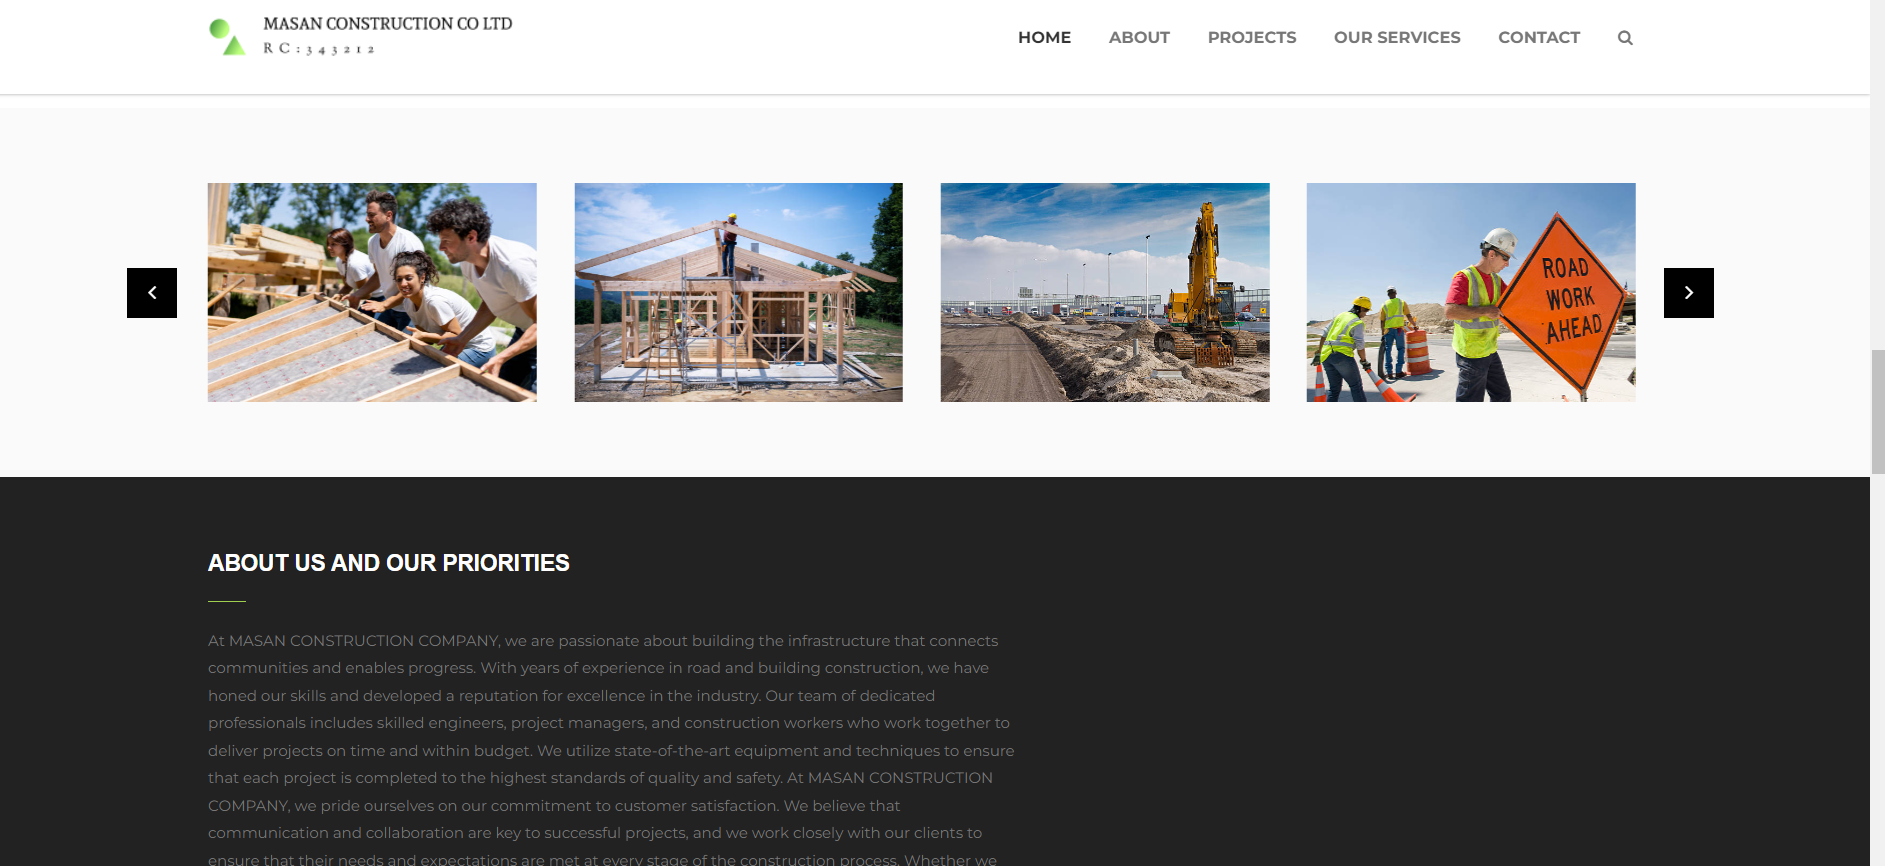 MASAN CONSTRUCTION CO LTD
RC:343212
HOME ABOUT PROJECTS OUR SERVICES CONTACT
ROAD
WORK
AHEAD
ABOUT US AND OUR PRIORITIES
At MASAN CONSTRUCTION COMPANY, we are passionate about building the infrastructure that connects
communities and enables progress. With years of experience in road and building construction, we have
honed our skills and developed a reputation for excellence in the industry. Our team of dedicated
professionals includes skilled engineers, project managers, and construction workers who work together to
deliver projects on time and within budget. We utilize state-of-the-art equipment and techniques to ensure
that each project is completed to the highest standards of quality and safety. At MASAN CONSTRUCTION
COMPANY, we pride ourselves on our commitment to customer satisfaction. We believe that
communication and collaboration are key to successful projects, and we work closely with our clients to
ensure that their needs and expectations are met at every stage of the construction process. Whether we